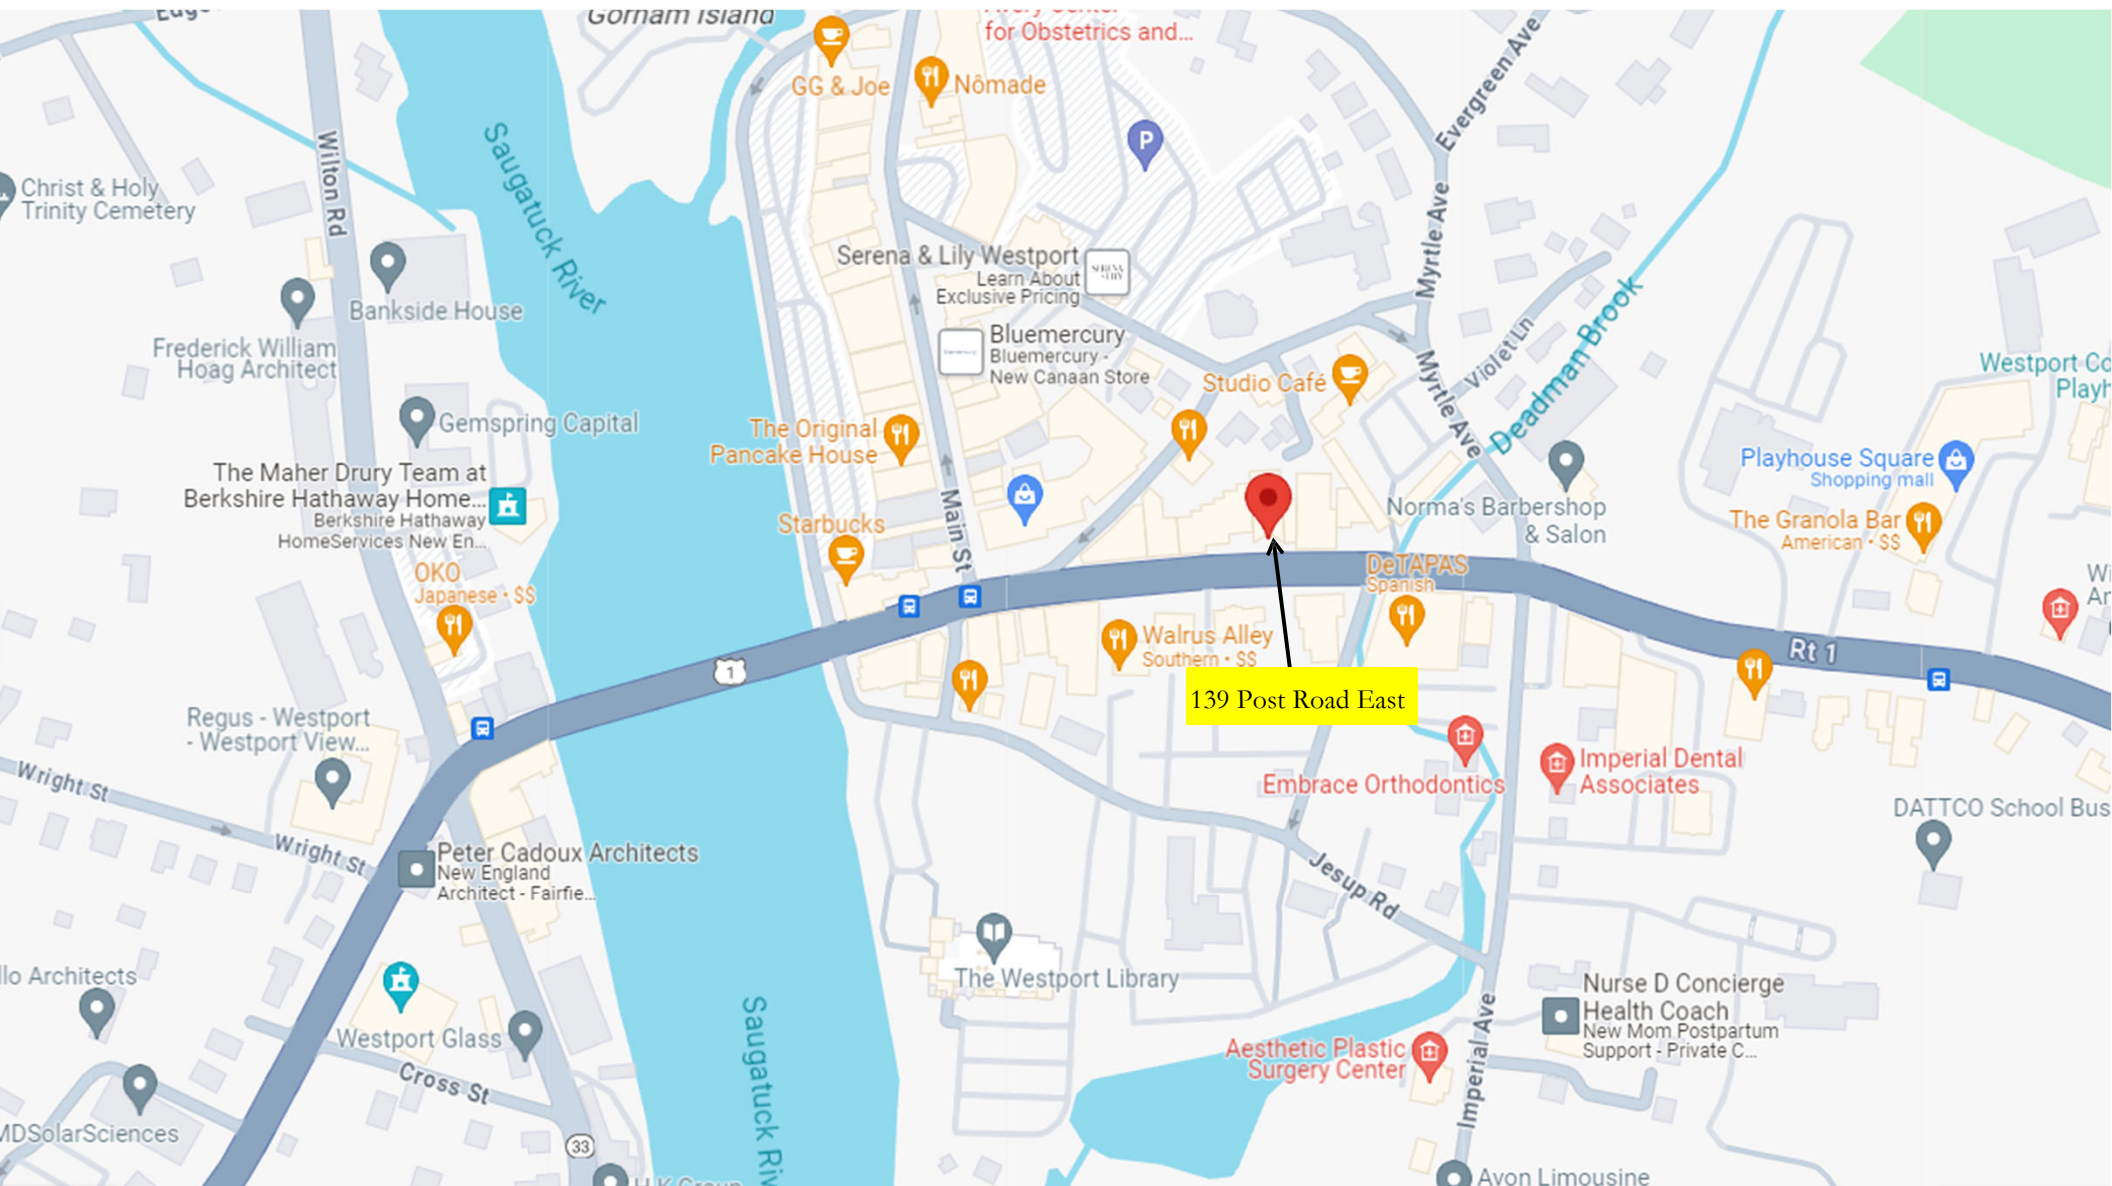 Gorham Island
for Obstetrics and...
GG & Joe
Nômade
P
Evergreen Ave
Wilton Rd
Saugatuck River
Christ & Holy
Trinity Cemetery
Myrtle Ave
Serena & Lily Westport
Learn About
Exclusive Pricing
SERENA
& LILY
Bankside House
Deadman Brook
Frederick William
Hoag Architect
Bluemercury
Bluemercury -
New Canaan Store
Violet Ln
Westport Co
Playh
Studio Café
Myrtle Ave
Gemspring Capital
The Original
Pancake House
Playhouse Square
Shopping mall
The Maher Drury Team at
Berkshire Hathaway Home...
Berkshire Hathaway
HomeServices New En...
Norma's Barbershop
& Salon
Main St
Starbucks
The Granola Bar
American • $$
OKO
Japanese • $$
DeTAPAS
Spanish
Wi
Ar
Walrus Alley
Southern • $$
Rt 1
1
139 Post Road East
Regus - Westport
- Westport View...
Wright St
Embrace Orthodontics
Imperial Dental
Associates
DATTCO School Bus
Wright St
Peter Cadoux Architects
New England
Architect - Fairfie...
Jesup Rd
llo Architects
The Westport Library
Nurse D Concierge
Health Coach
New Mom Postpartum
Support - Private C...
Westport Glass
Saugatuck Riv
Aesthetic Plastic
Surgery Center
Imperial Ave
Cross St
MDSolarSciences
33
Avon Limousine